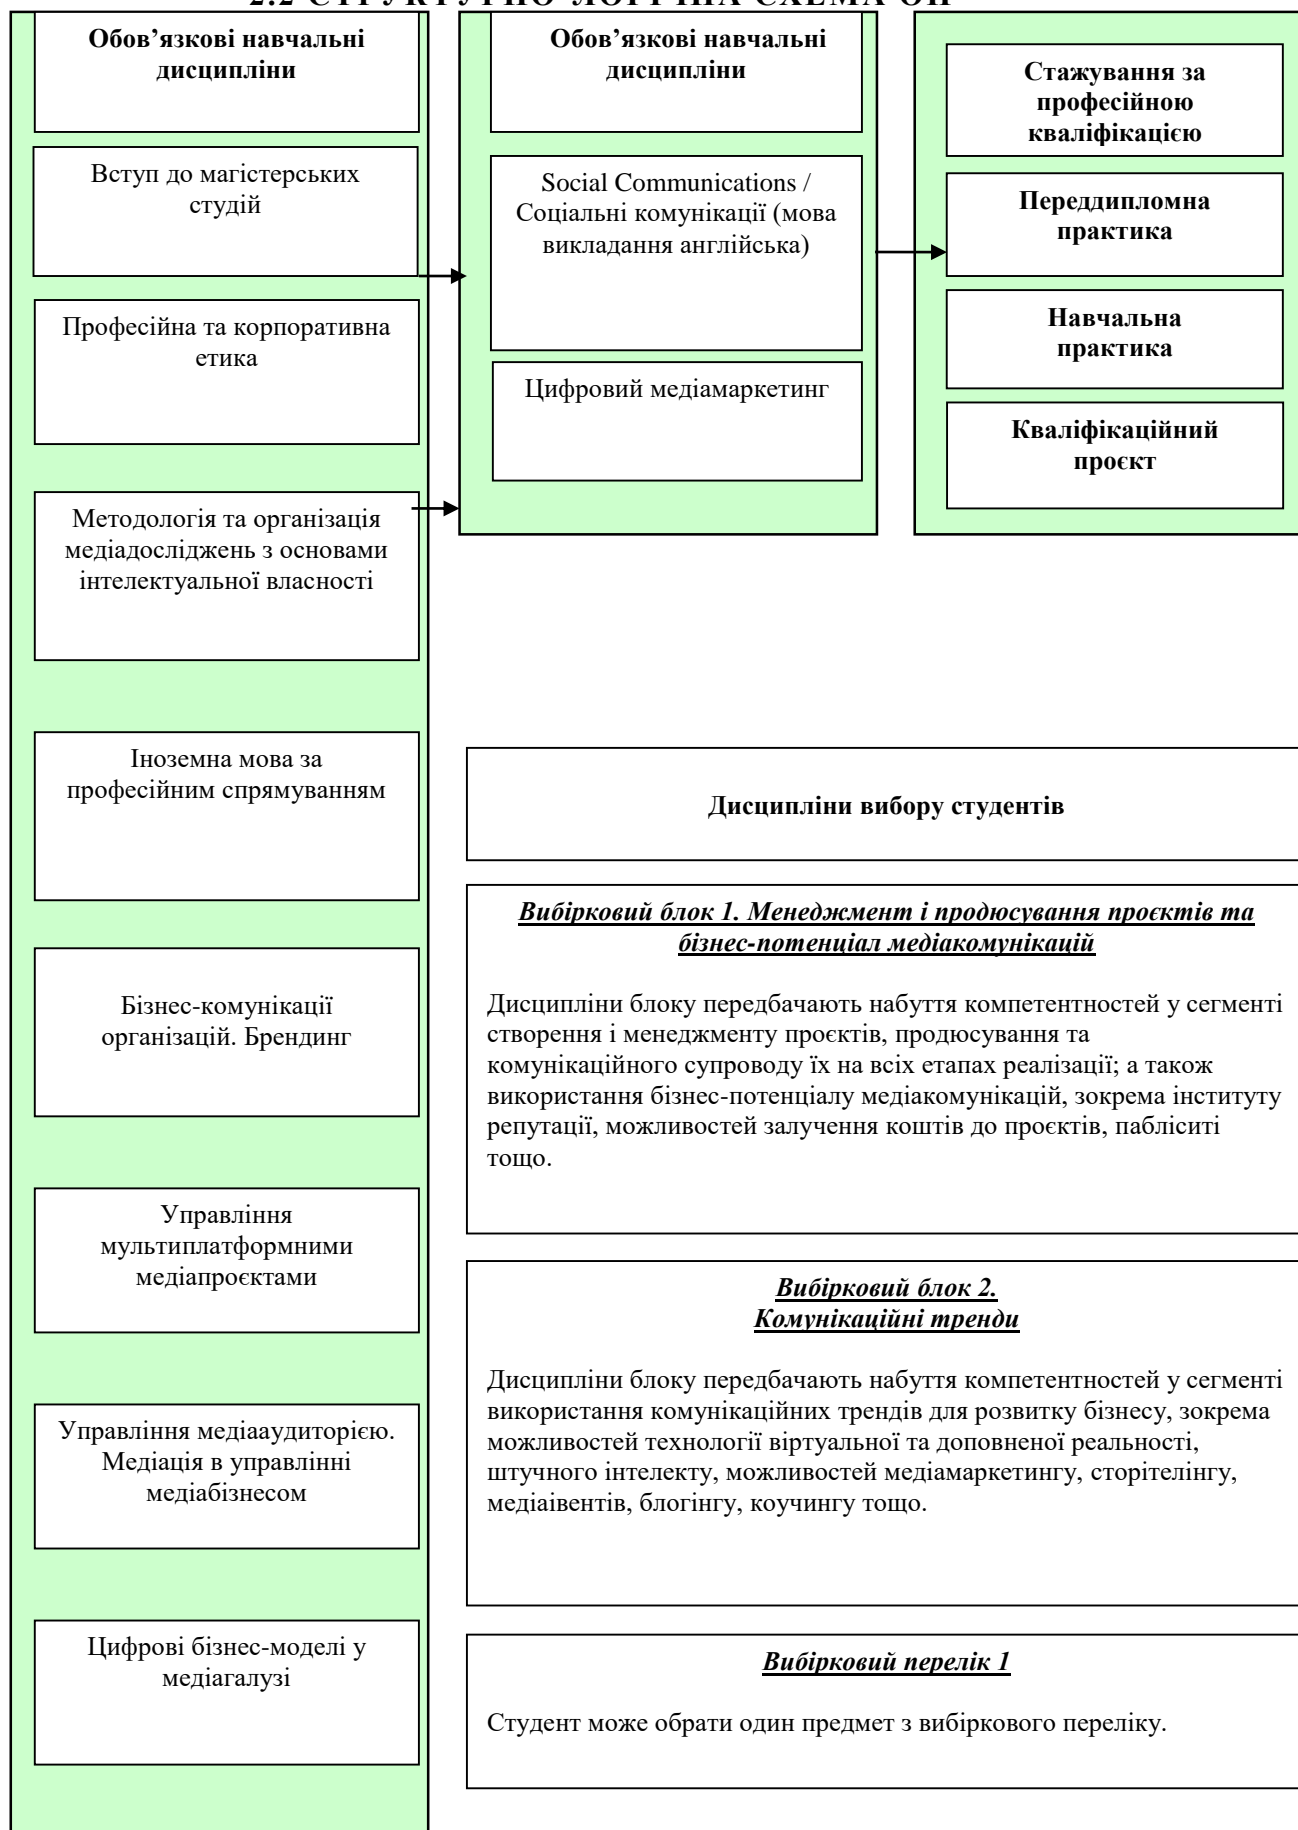 2.2 СТРУКТУРНО-ЛОГІЧНА СХЕМА ОП
Обов’язкові навчальні
дисципліни
Вступ до магістерських
студій
Професійна та корпоративна
етика
Методологія та організація
медіадосліджень з основами
інтелектуальної власності
Іноземна мова за
професійним спрямуванням
Бізнес-комунікації
організацій. Брендинг
Управління
мультиплатформними
медіапроєктами
Управління медіааудиторією.
Медіація в управлінні
медіабізнесом
Цифрові бізнес-моделі у
медіагалузі
Обов’язкові навчальні
дисципліни
Social Communications /
Соціальні комунікації (мова
викладання англійська)
Цифровий медіамаркетинг
Стажування за
професійною
кваліфікацією
Переддипломна
практика
Навчальна
практика
Кваліфікаційний
проєкт
Дисципліни вибору студентів
Вибірковий блок 1. Менеджмент і продюсування проєктів та
бізнес-потенціал медіакомунікацій
Дисципліни блоку передбачають набуття компетентностей у сегменті
створення і менеджменту проєктів, продюсування та
комунікаційного супроводу їх на всіх етапах реалізації; а також
використання бізнес-потенціалу медіакомунікацій, зокрема інституту
репутації, можливостей залучення коштів до проєктів, пабліситі
тощо.
Вибірковий блок 2.
Комунікаційні тренди
Дисципліни блоку передбачають набуття компетентностей у сегменті
використання комунікаційних трендів для розвитку бізнесу, зокрема
можливостей технології віртуальної та доповненої реальності,
штучного інтелекту, можливостей медіамаркетингу, сторітелінгу,
медіаівентів, блогінгу, коучингу тощо.
Вибірковий перелік 1
Студент може обрати один предмет з вибіркового переліку.